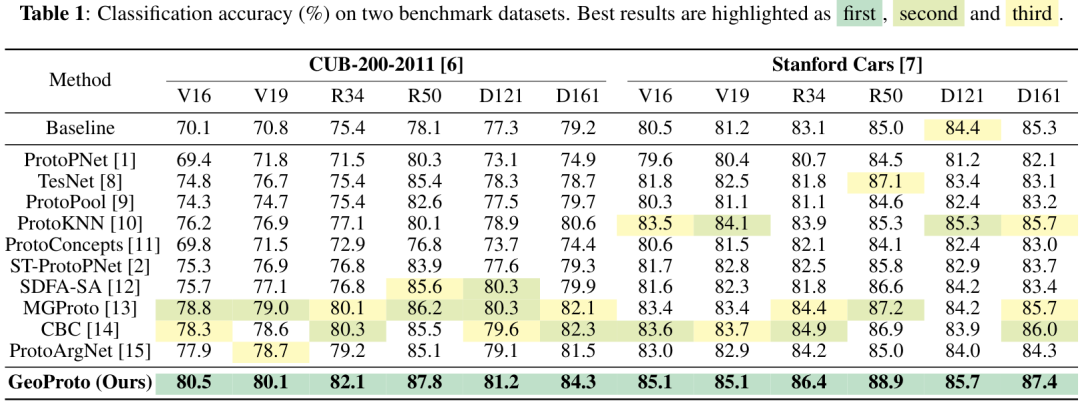 Table 1: Classification accuracy (%) on two benchmark datasets. Best results are highlighted as first, second and third.
Method CUB-200-2011 [6] Stanford Cars [7]
V16 V19 R34 R50 D121 D161 V16 V19 R34 R50 D121 D161
Baseline 70.1 70.8 75.4 78.1 77.3 79.2 80.5 81.2 83.1 85.0 84.4 85.3
ProtoPNet [1] 69.4 71.8 71.5 80.3 73.1 74.9 79.6 80.4 80.7 84.5 81.2 82.1
TesNet [8] 74.8 76.7 75.4 85.4 78.3 78.7 81.8 82.5 81.8 87.1 83.4 83.1
ProtoPool [9] 74.3 74.7 75.4 82.6 77.5 79.7 80.3 81.1 81.1 84.6 82.4 83.2
ProtoKNN [10] 76.2 76.9 77.1 80.1 78.9 80.6 83.5 84.1 83.9 85.3 85.3 85.7
ProtoConcepts [11] 69.8 71.5 72.9 76.8 73.7 74.4 80.6 81.5 82.1 84.1 82.4 83.0
ST-ProtoPNet [2] 75.3 76.9 76.8 83.9 77.6 79.3 81.7 82.8 82.5 85.8 82.9 83.7
SDFA-SA [12] 75.7 77.1 76.8 85.6 80.3 79.9 81.6 82.3 81.8 86.6 84.2 83.4
MGProto [13] 78.8 79.0 80.1 86.2 80.3 82.1 83.4 83.4 84.4 87.2 84.2 85.7
CBC [14] 78.3 78.6 80.3 85.5 79.6 82.3 83.6 83.7 84.9 86.9 83.9 86.0
ProtoArgNet [15] 77.9 78.7 79.2 85.1 79.1 81.5 83.0 82.9 84.2 85.0 84.0 84.3
GeoProto (Ours) 80.5 80.1 82.1 87.8 81.2 84.3 85.1 85.1 86.4 88.9 85.7 87.4